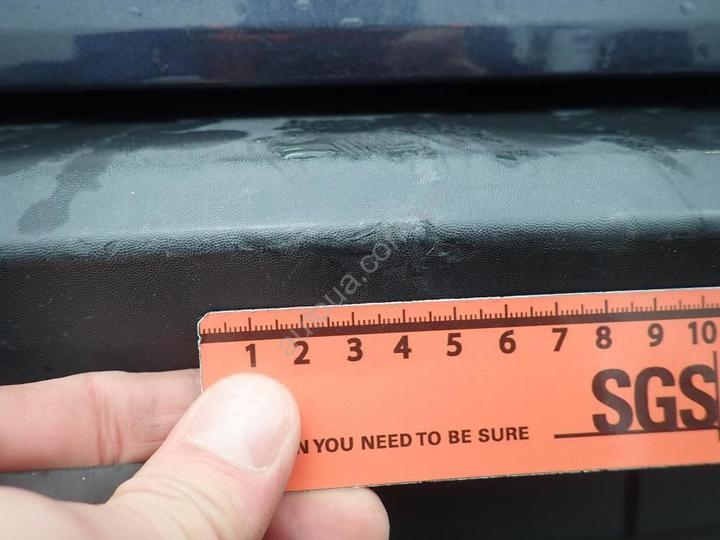 1 2 3 4 5 6 7 8 9 10
SGS
N YOU NEED TO BE SURE